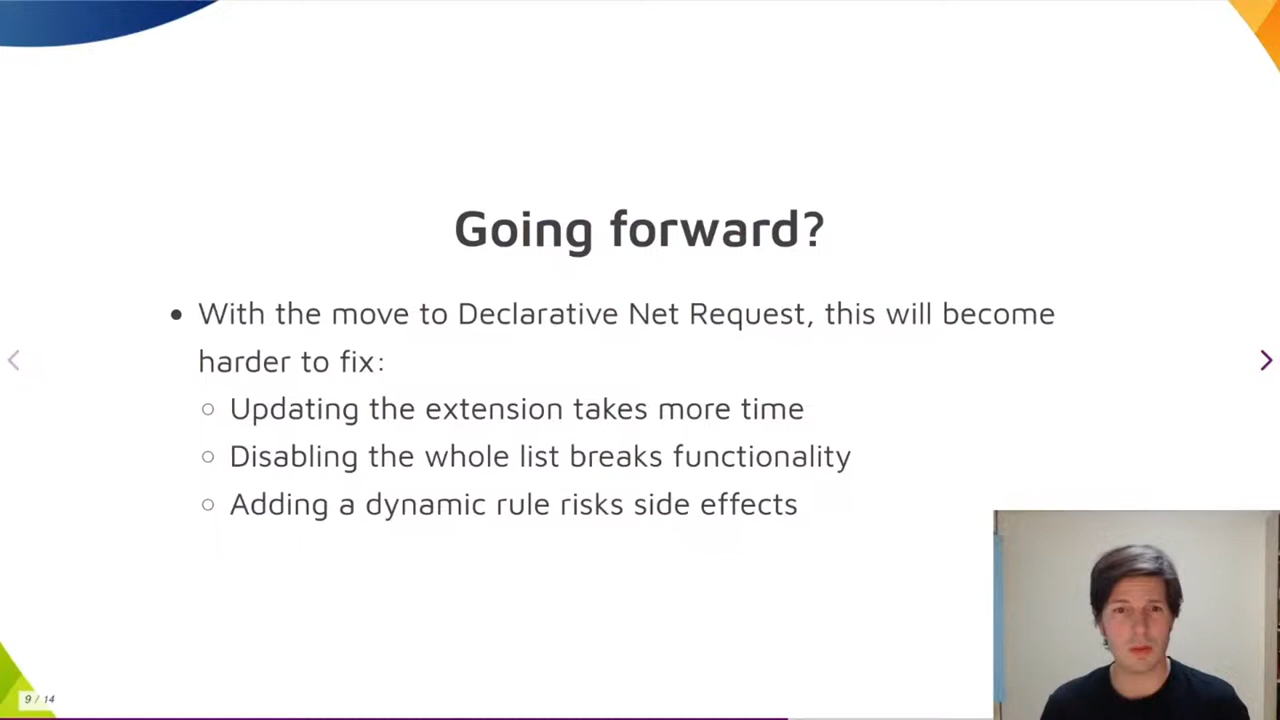 Going forward?
With the move to Declarative Net Request, this will become
harder to fix:
Updating the extension takes more time
Disabling the whole list breaks functionality
Adding a dynamic rule risks side effects
9 / 14